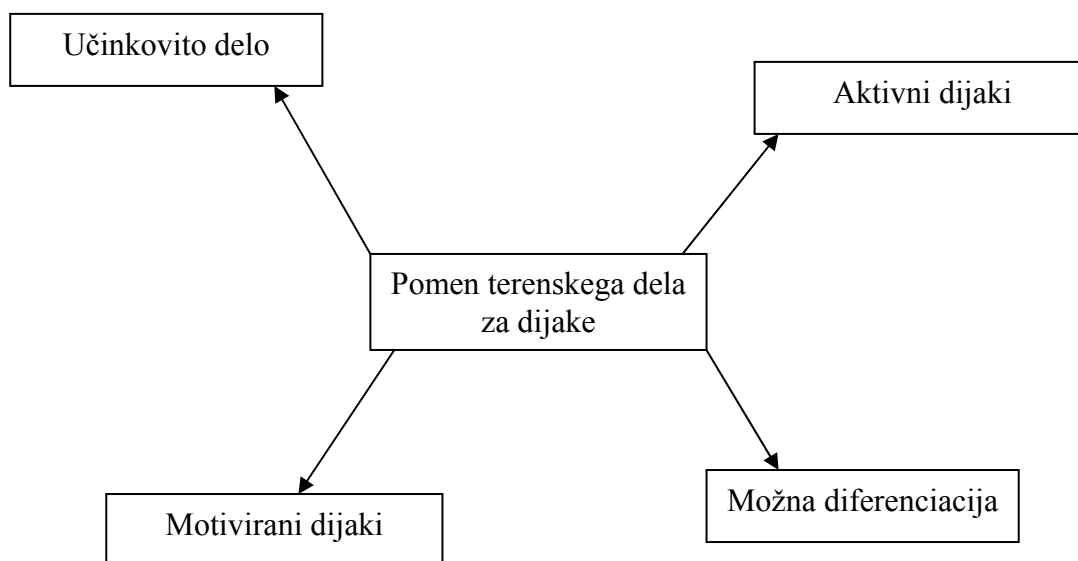 Učinkovito delo
Aktivni dijaki
Pomen terenskega dela
za dijake
Motivirani dijaki
Možna diferenciacija